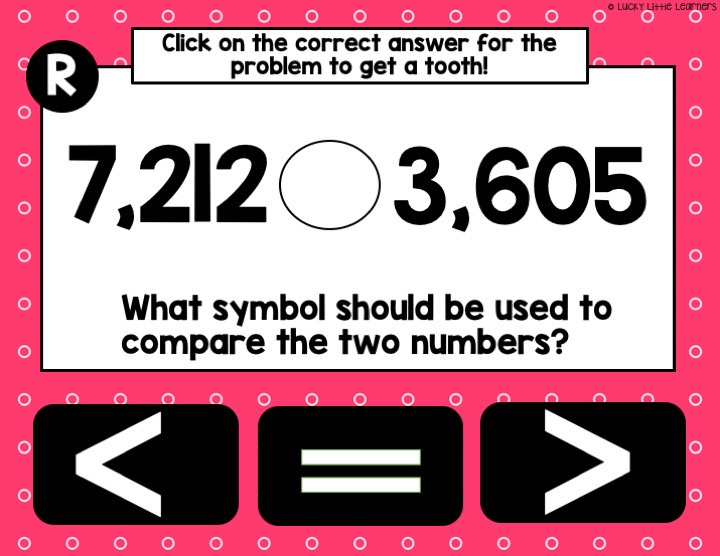 © Lucky Little Learners
Click on the correct answer for the
problem to get a tooth!
R
7,212 3,605
What symbol should be used to
compare the two numbers?
< = >